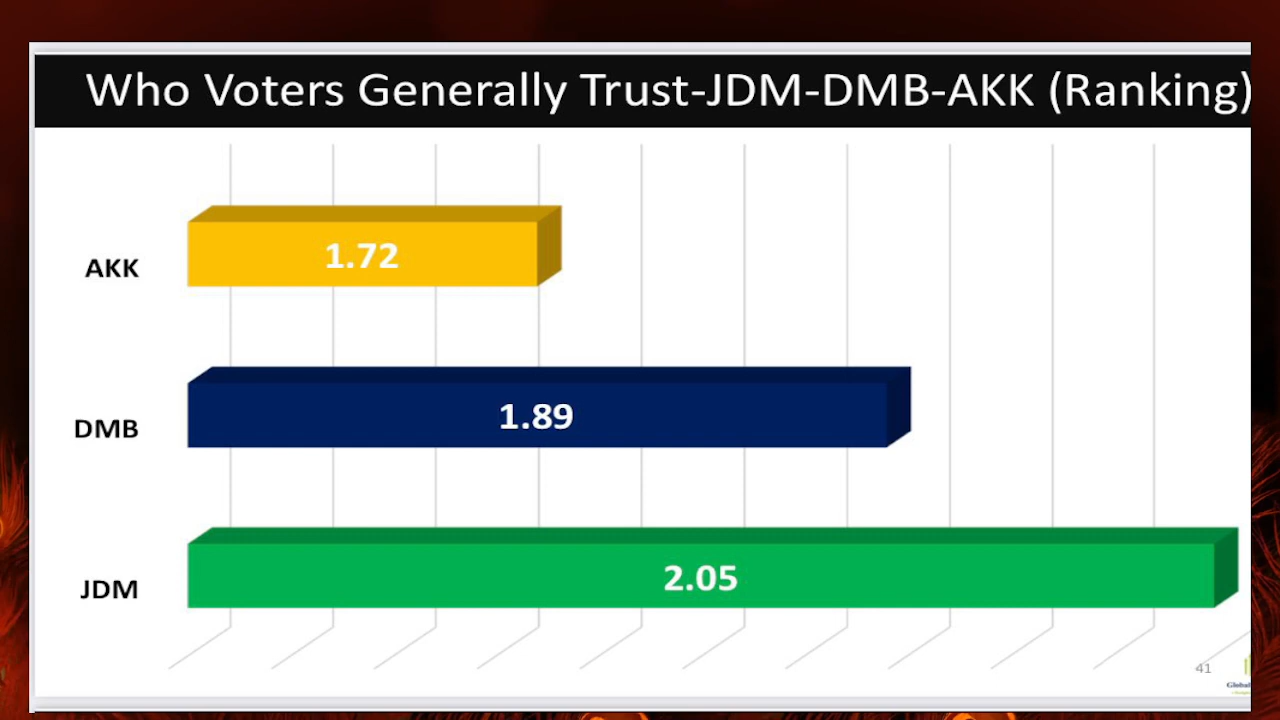 Who Voters Generally Trust-JDM-DMB-AKK (Ranking)
AKK
1.72
DMB
1.89
JDM
2.05
41